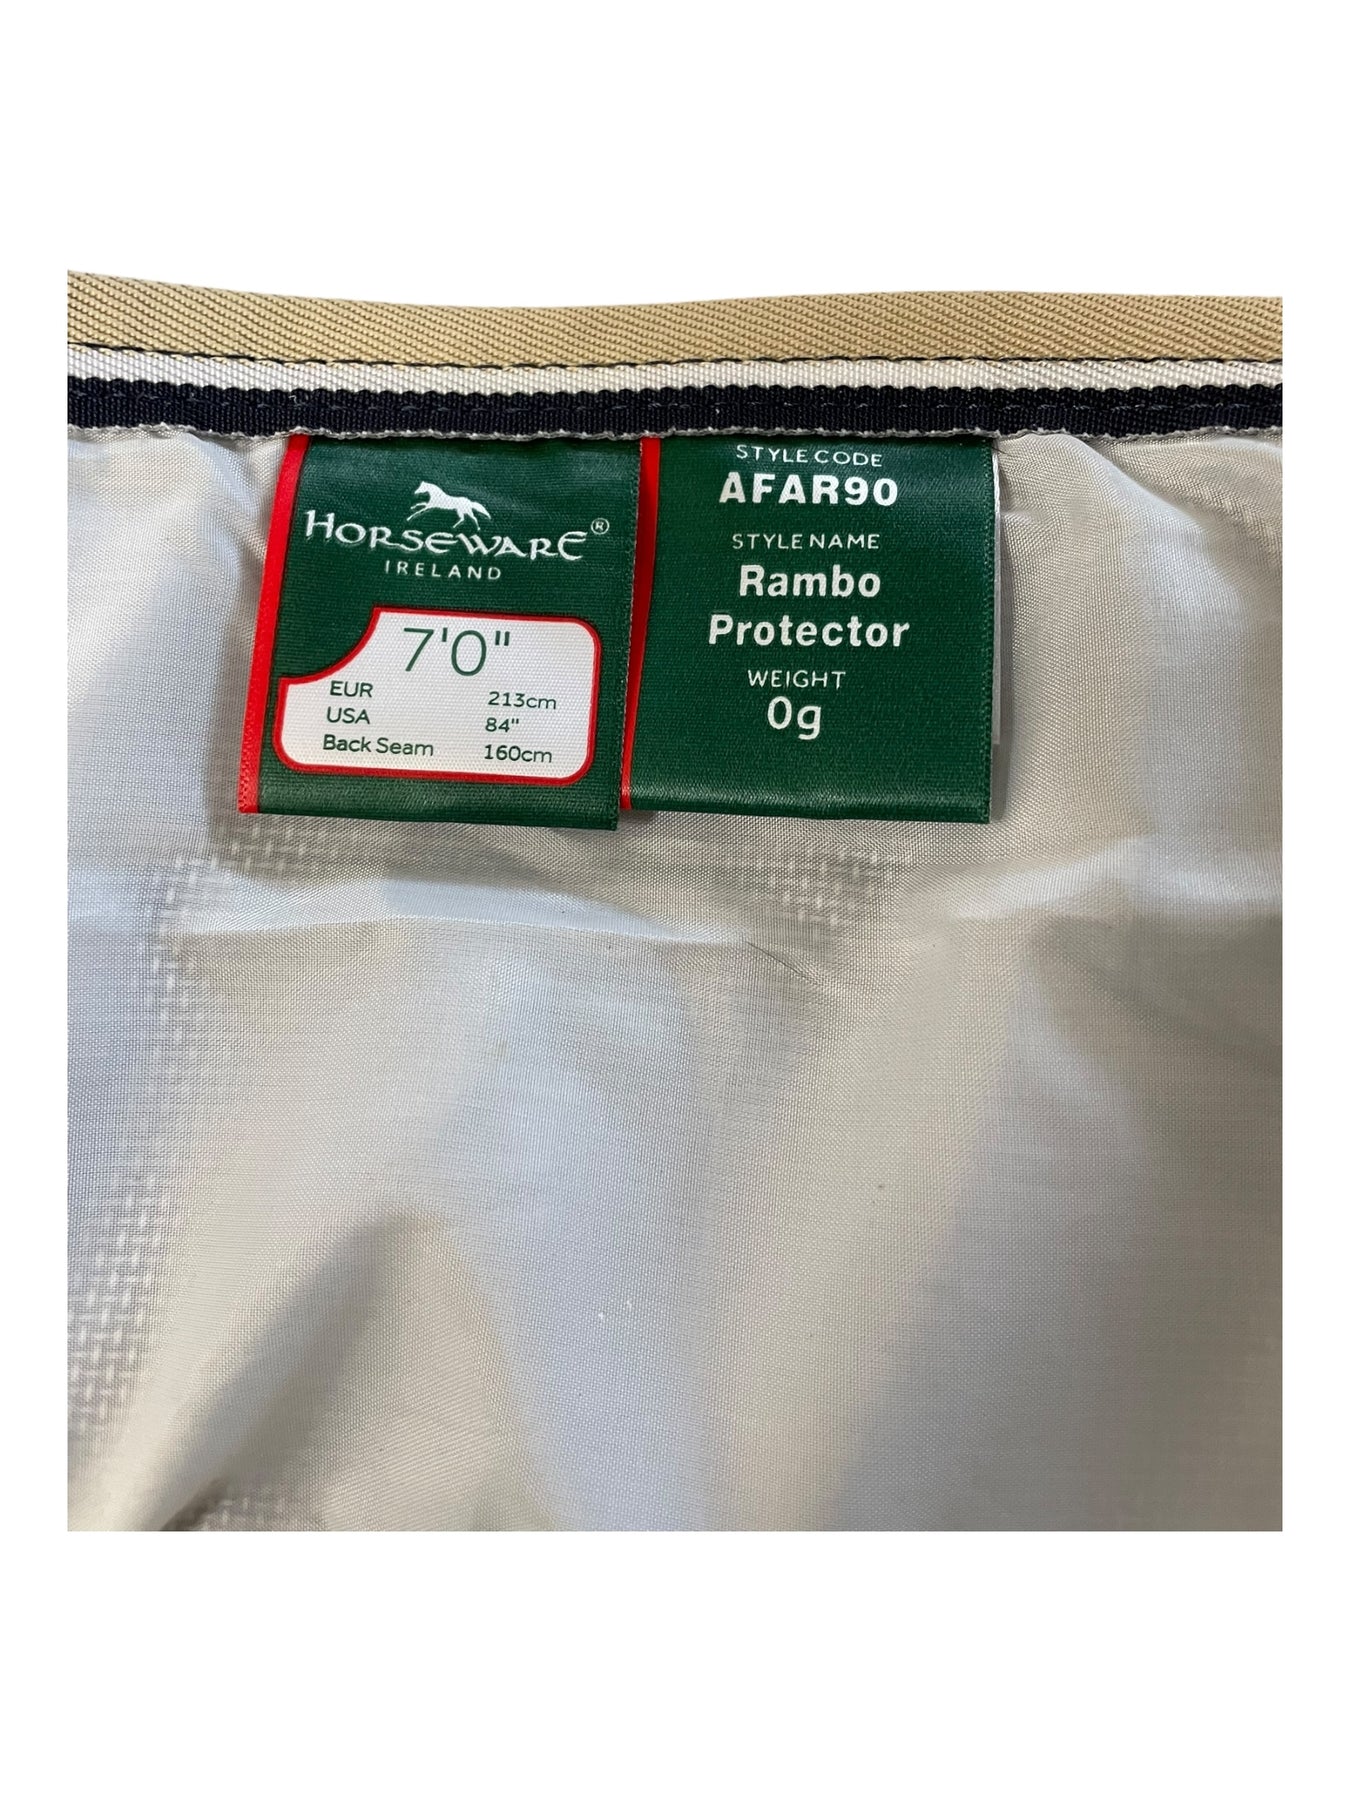 HORSEWARE®
IRELAND
7'0"
EUR 213cm
USA 84"
Back Seam 160cm
STYLE CODE
AFAR90
STYLE NAME
Rambo
Protector
WEIGHT
0g